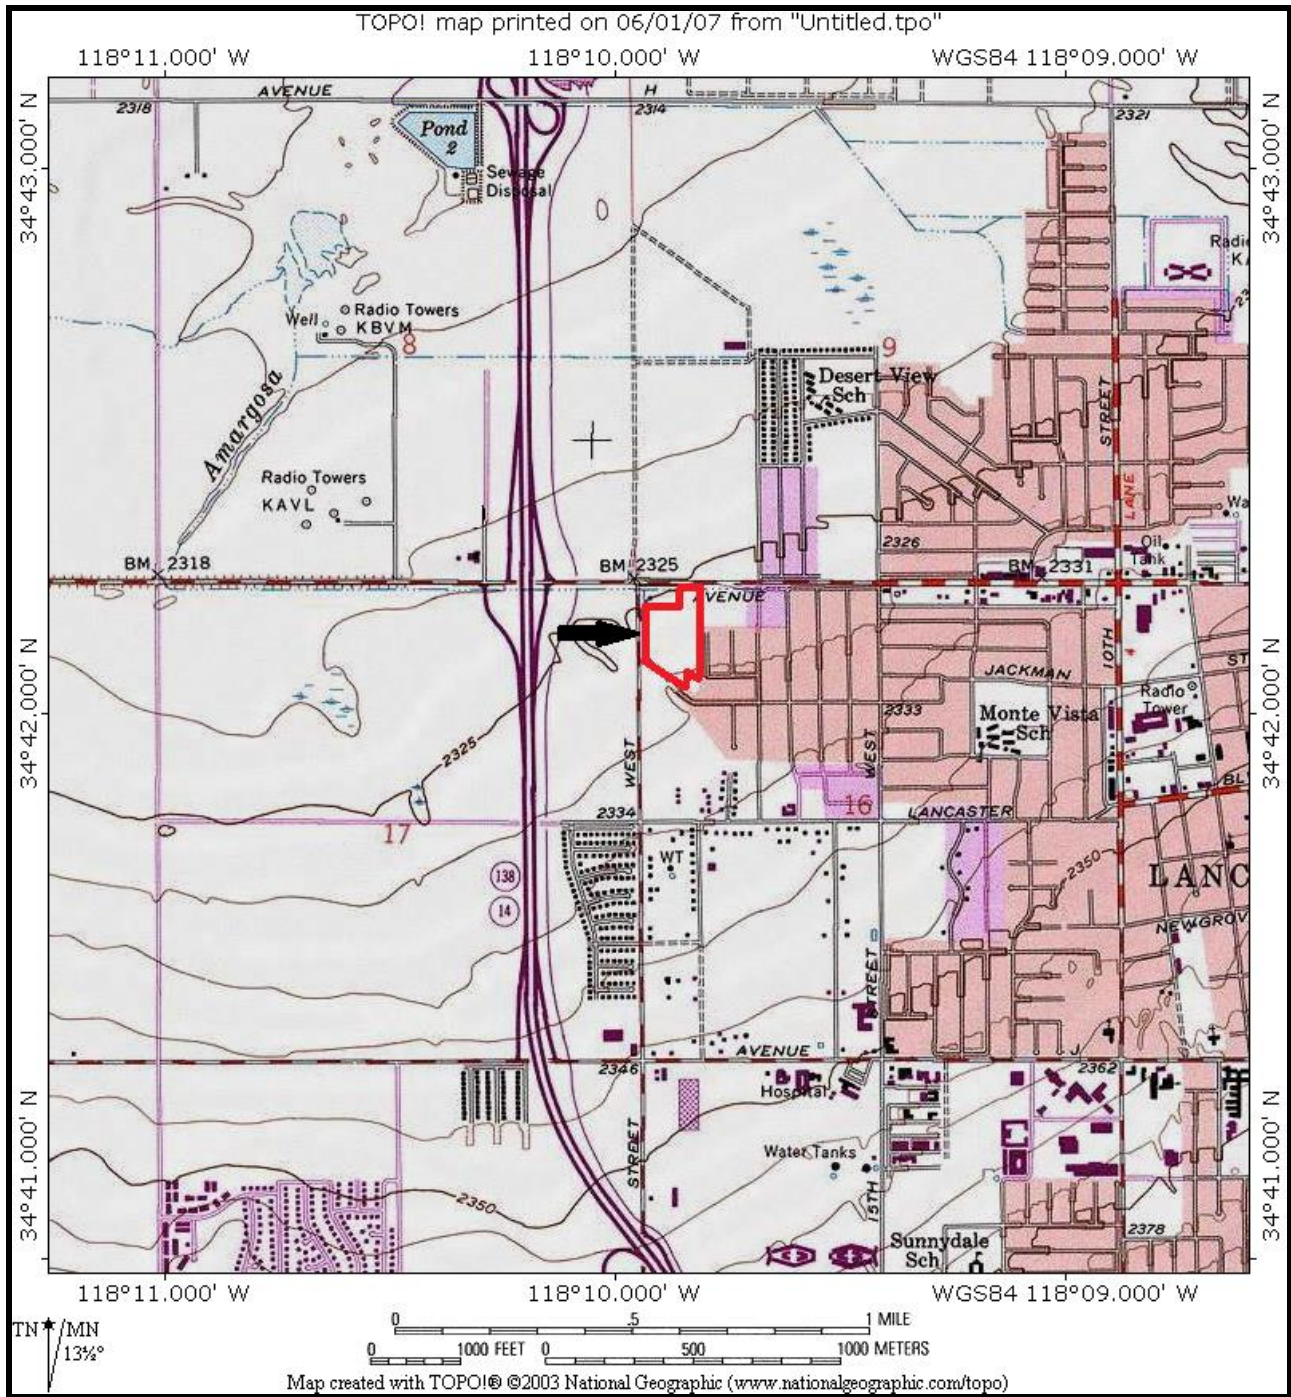 TOPO! map printed on 06/01/07 from "Untitled.tpo"
118°11.000' W 118°10.000' W WGS84 118°09.000' W
AVENUE H
2318 2314 2321
34°43.000' N 34°43.000' N
Pond
2
Sewage
Disposal
Radio Towers
KBVM
Well
8 9
Desert View
Sch
Amargosa
STREET
LANE
Radio Towers
KAVL
2326
Oil
Tank
BM 2318 BM 2325 BM 2331
AVENUE
10TH
JACKMAN
ST
Radio
Tower
34°42.000' N 34°42.000' N
2333
Monte Vista
Sch
2325
WEST WEST
BL
16
2334 LANCASTER
17
WT
2350
138
LANC
14
NEW GROV
STREET
AVENUE J
2346 2362
Hospital
34°41.000' N 34°41.000' N
STREET
Water Tanks
15TH
2350
2378
Sunnydale
Sch
118°11.000' W 118°10.000' W WGS84 118°09.000' W
TN MN
13½°
0 .5 1 MILE
0 1000 FEET 0 500 1000 METERS
Map created with TOPO!® ©2003 National Geographic (www.nationalgeographic.com/topo)